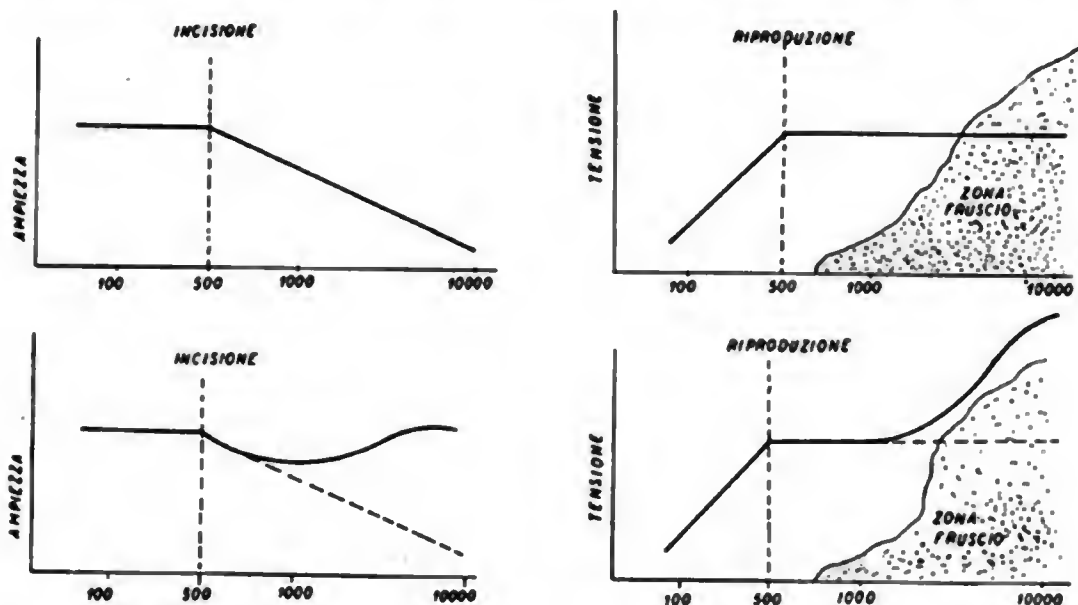 INCISIONE
AMPIEZZA
100 500 1000 10000
RIPRODUZIONE
TENSIONE
ZONA
FRUSCIO
100 500 1000 10000
INCISIONE
AMPIEZZA
100 500 1000 10000
RIPRODUZIONE
TENSIONE
ZONA
FRUSCIO
100 500 1000 10000